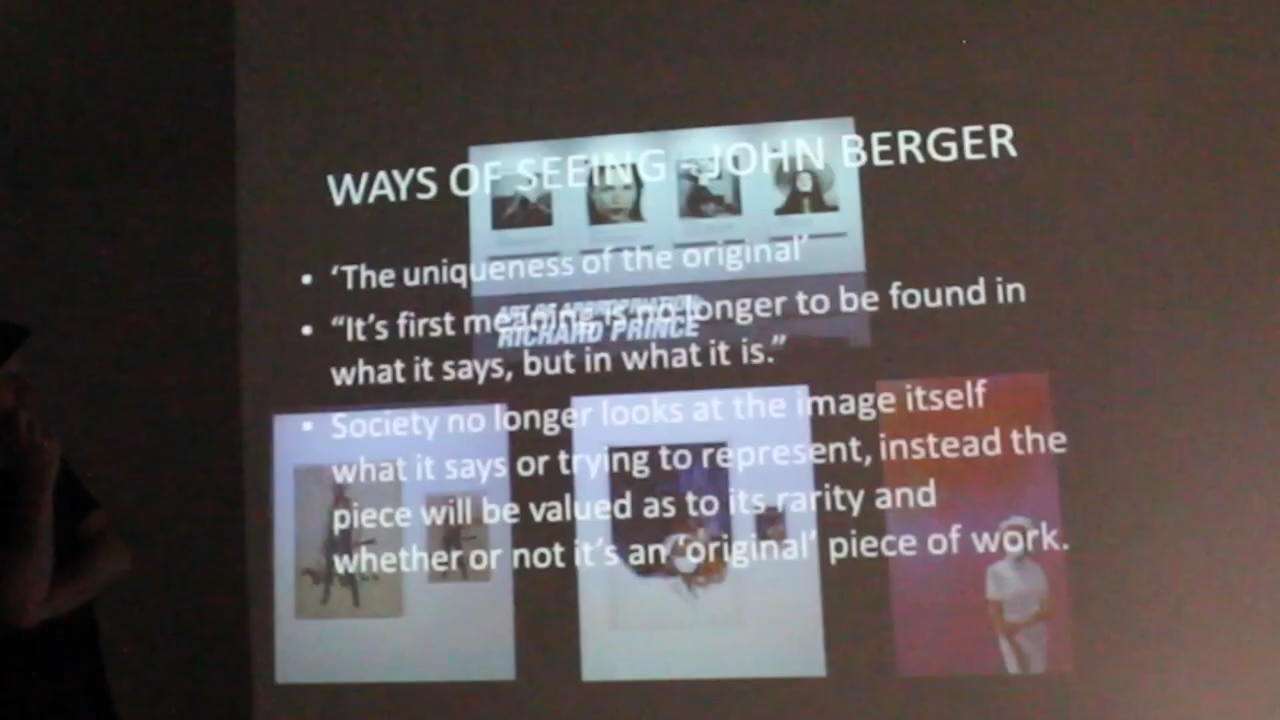 WAYS OF SEEING - JOHN BERGER
• ‘The uniqueness of the original’
• “It’s first meaning is no longer to be found in
what it says, but in what it is.”
ART OF APPROPRIATION
RICHARD PRINCE
• Society no longer looks at the image itself
what it says or trying to represent, instead the
piece will be valued as to its rarity and
whether or not it’s an ‘original’ piece of work.